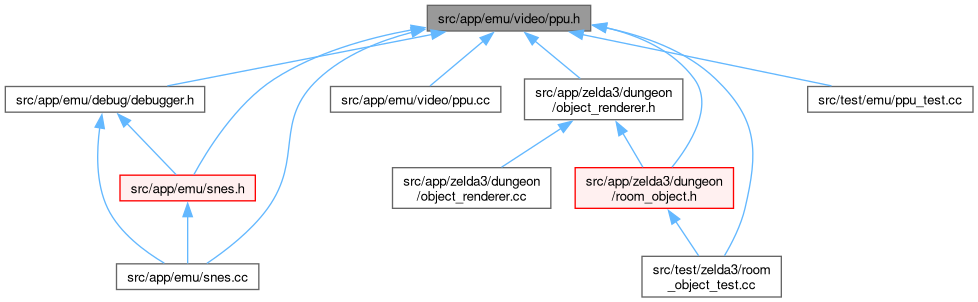 src/app/emu/video/ppu.h
src/app/emu/debug/debugger.h
src/app/emu/video/ppu.cc
src/app/zelda3/dungeon
/object_renderer.h
src/test/emu/ppu_test.cc
src/app/emu/snes.h
src/app/zelda3/dungeon
/object_renderer.cc
src/app/zelda3/dungeon
/room_object.h
src/app/emu/snes.cc
src/test/zelda3/room
_object_test.cc